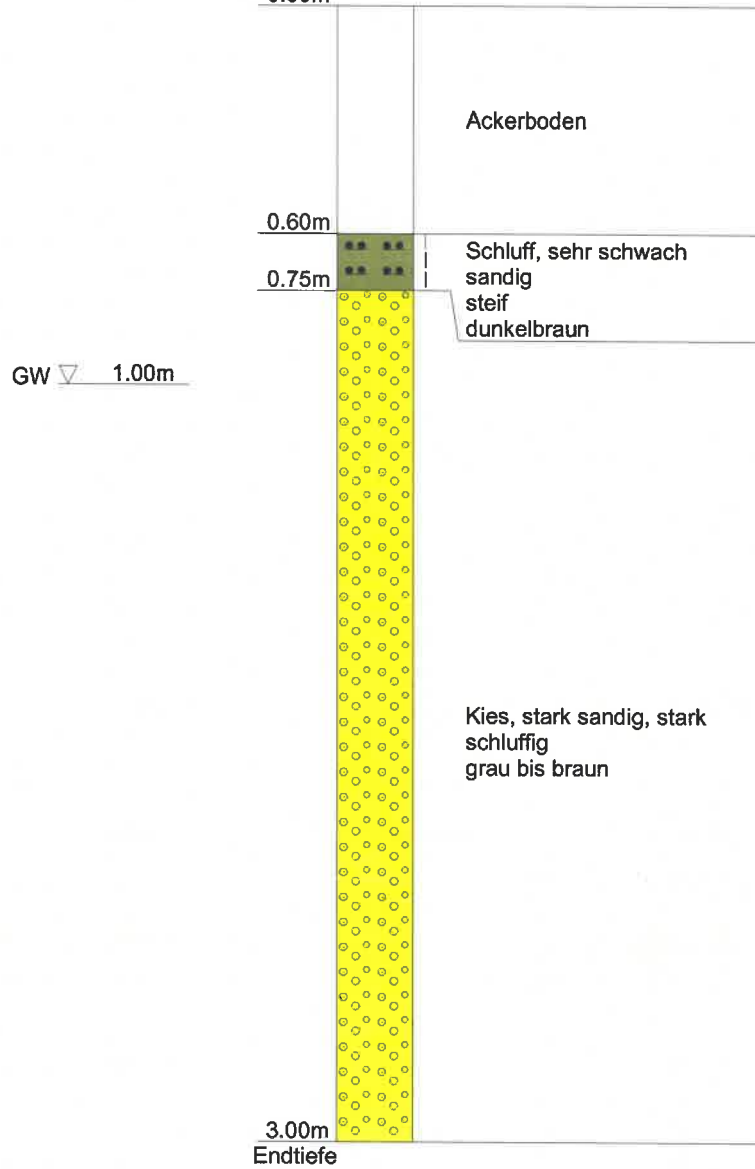 Ackerboden
0.60m
Schluff, sehr schwach
sandig
steif
dunkelbraun
0.75m
GW 1.00m
Kies, stark sandig, stark
schluffig
grau bis braun
3.00m
Endtiefe